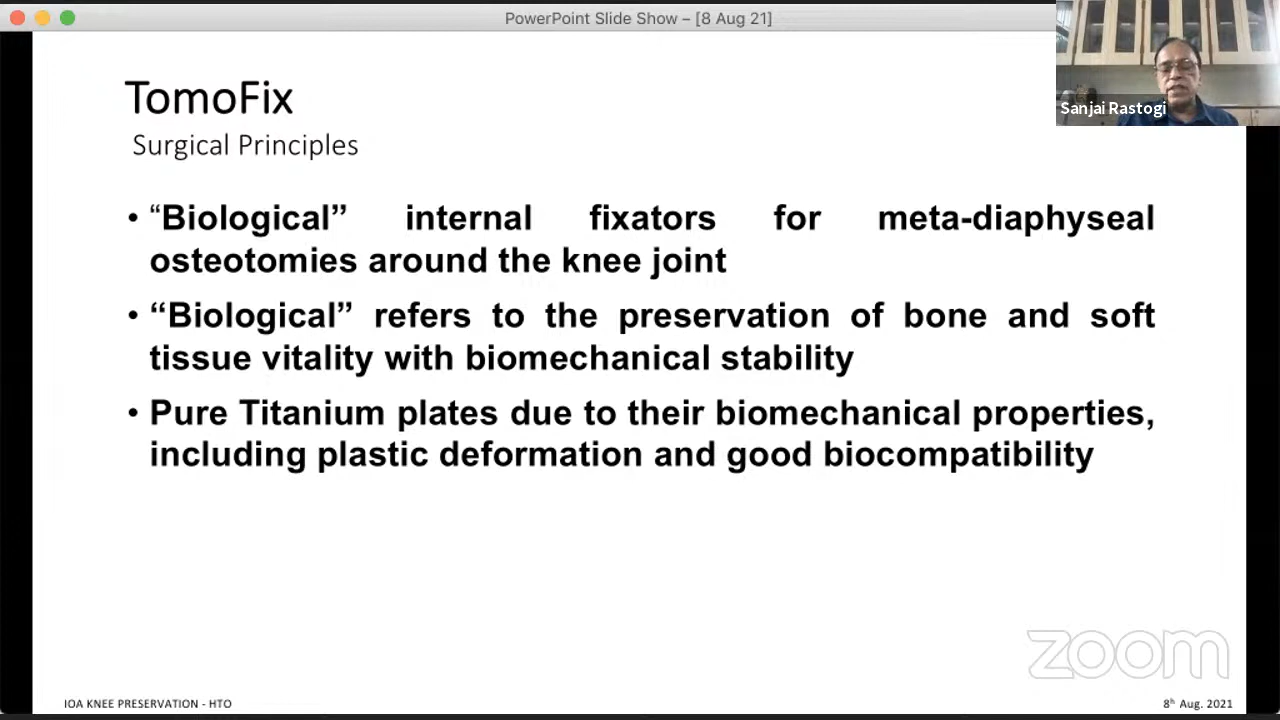 PowerPoint Slide Show – [8 Aug 21]
Sanjai Rastogi
TomoFix
Surgical Principles
• “Biological” internal fixators for meta-diaphyseal
osteotomies around the knee joint
• “Biological” refers to the preservation of bone and soft
tissue vitality with biomechanical stability
• Pure Titanium plates due to their biomechanical properties,
including plastic deformation and good biocompatibility
zoom
IOA KNEE PRESERVATION - HTO
8ʰ Aug. 2021